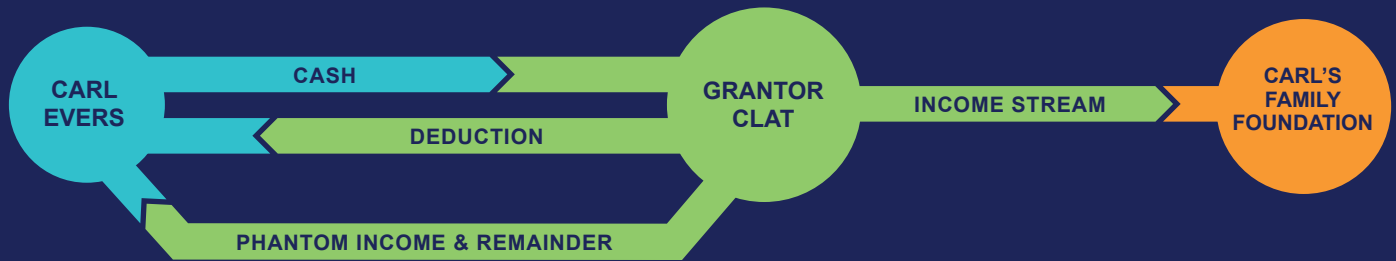 CARL
EVERS
CASH
DEDUCTION
PHANTOM INCOME & REMAINDER
GRANTOR
CLAT
INCOME STREAM
CARL’S
FAMILY
FOUNDATION